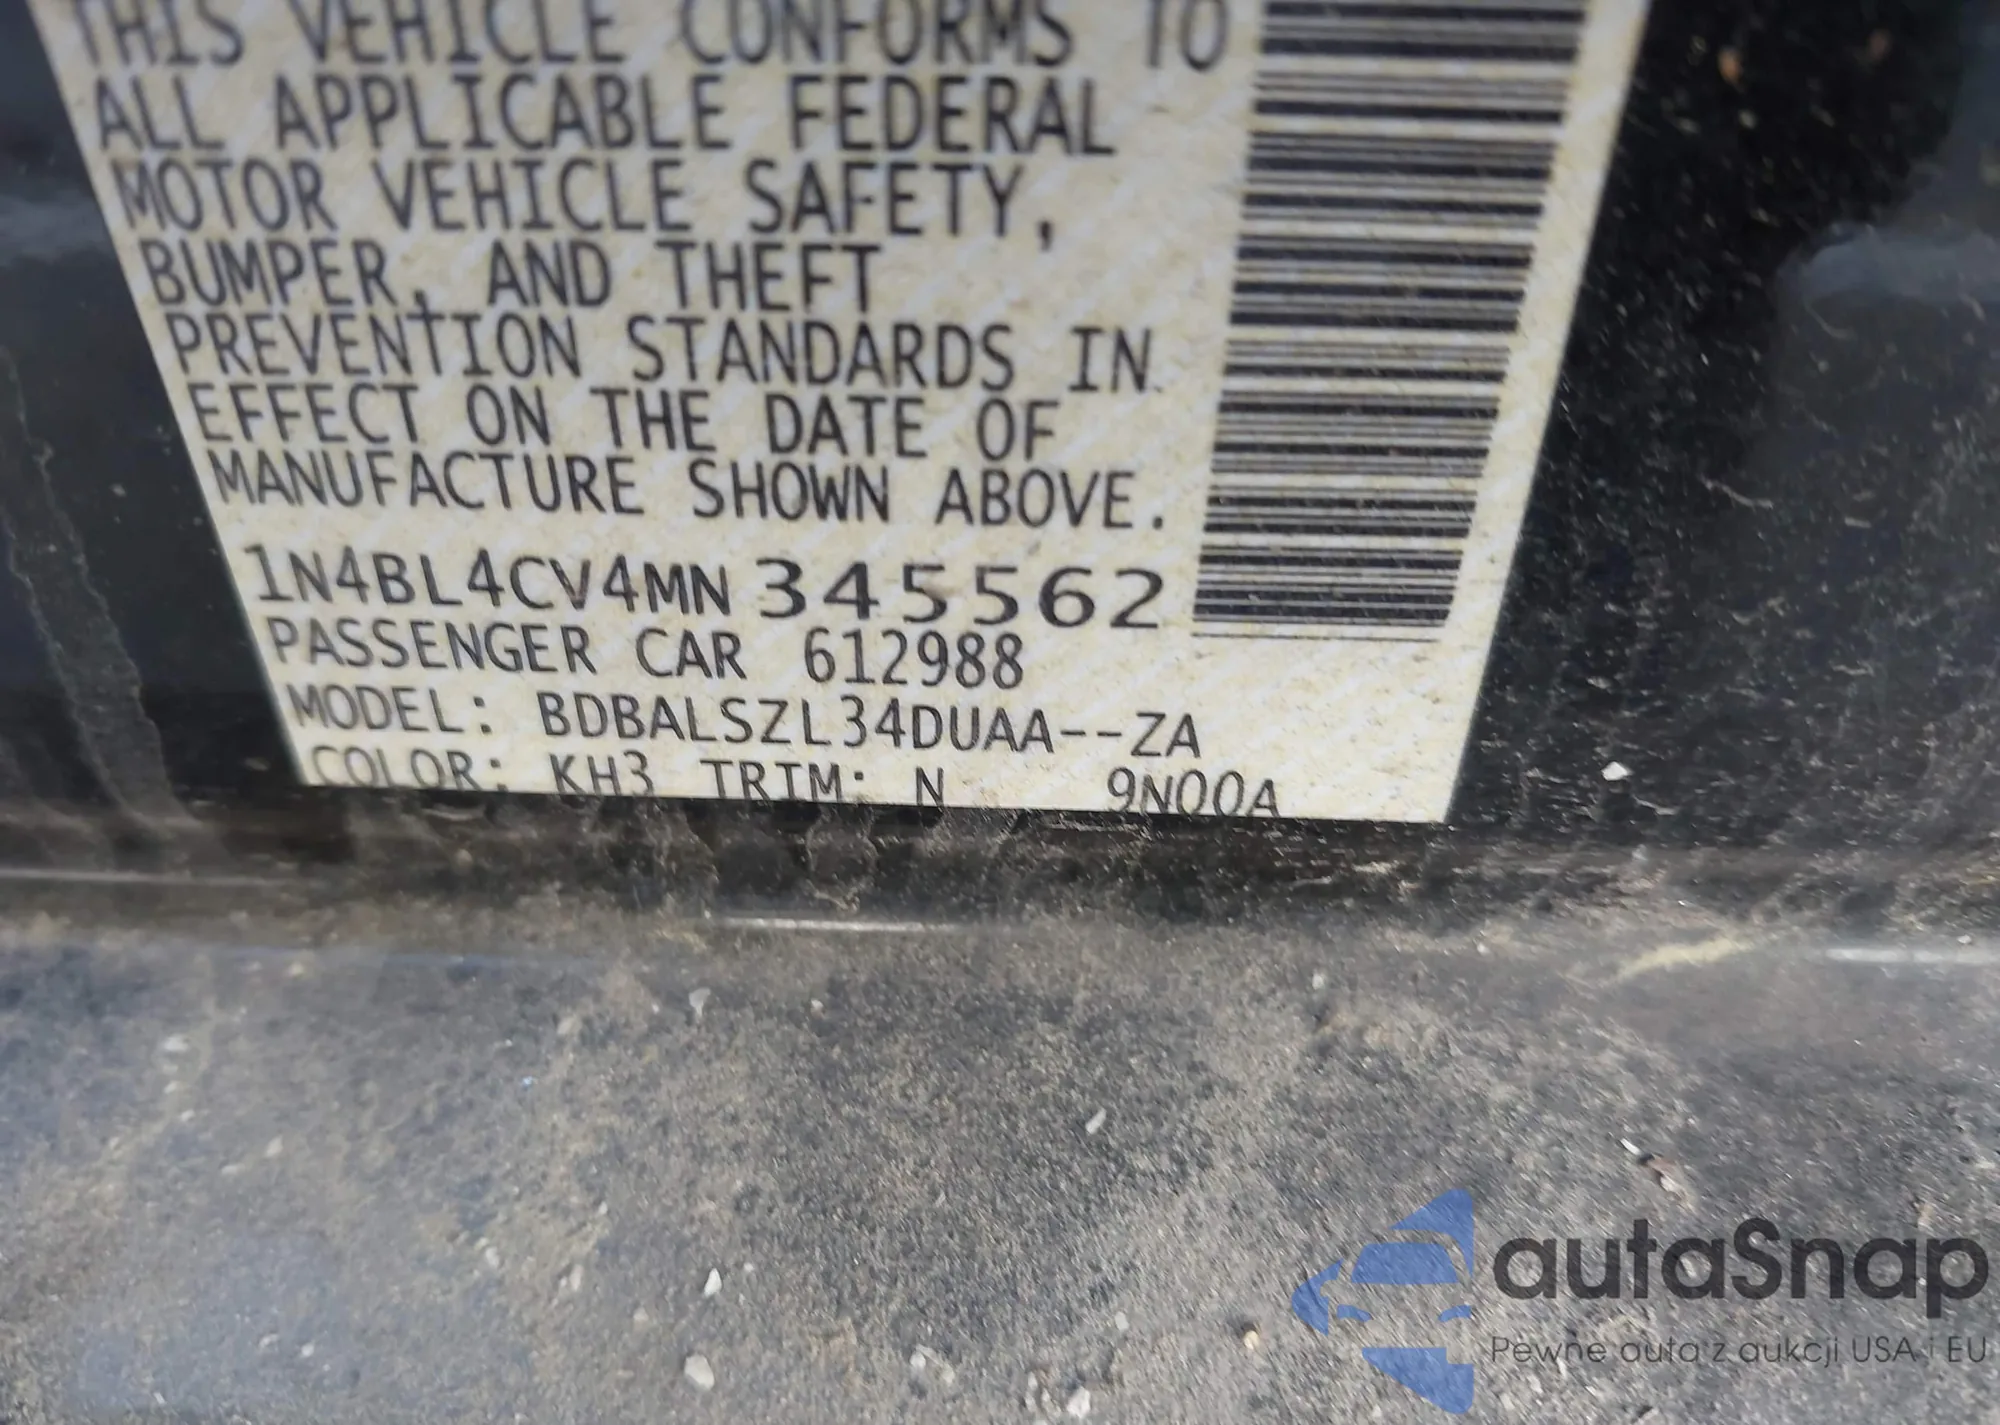 THIS VEHICLE CONFORMS TO
ALL APPLICABLE FEDERAL
MOTOR VEHICLE SAFETY,
BUMPER, AND THEFT
PREVENTION STANDARDS IN
EFFECT ON THE DATE OF
MANUFACTURE SHOWN ABOVE.
1N4BL4CV4MN345562
PASSENGER CAR 612988
MODEL: BDBALSZL34DUAA--ZA
COLOR: KH3 TRIM: N 9N00A
autaSnap
Pewne auta z aukcji USA i EU